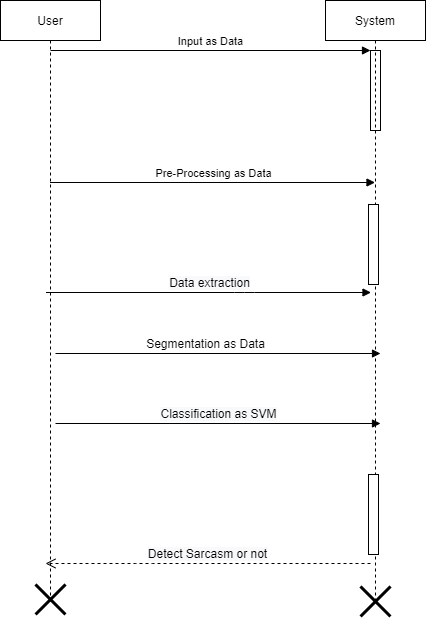 User
System
Input as Data
Pre-Processing as Data
Data extraction
Segmentation as Data
Classification as SVM
Detect Sarcasm or not